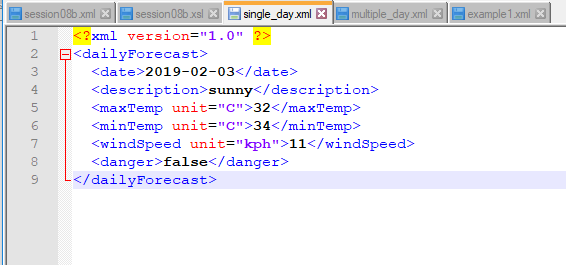 session08b.xml session08b.xsl single_day.xml multiple_day.xml example1.xml
1 <?xml version="1.0" ?>
2 <dailyForecast>
3 <date>2019-02-03</date>
4 <description>sunny</description>
5 <maxTemp unit="C">32</maxTemp>
6 <minTemp unit="C">34</minTemp>
7 <windSpeed unit="kph">11</windSpeed>
8 <danger>false</danger>
9 </dailyForecast>